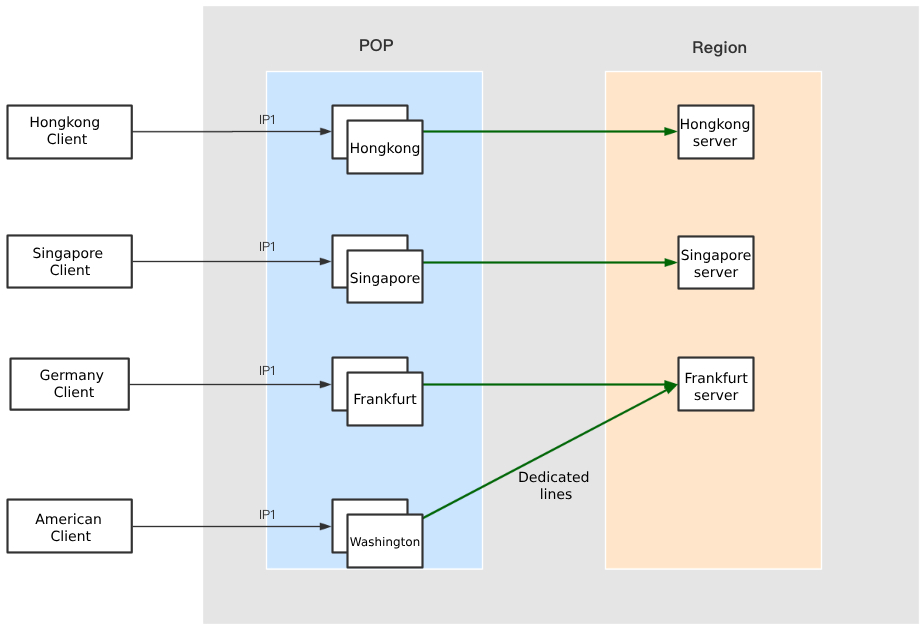 POP
Region
Hongkong
Client
IP1
Hongkong
Hongkong
server
Singapore
Client
IP1
Singapore
Singapore
server
Germany
Client
IP1
Frankfurt
Frankfurt
server
Dedicated
lines
American
Client
IP1
Washington